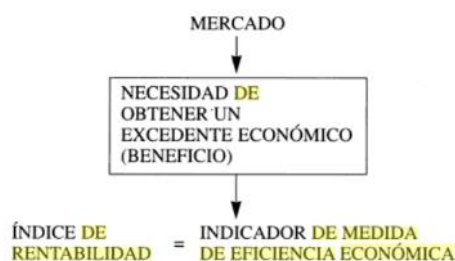 MERCADO
NECESIDAD DE
OBTENER UN
EXCEDENTE ECONÓMICO
(BENEFICIO)
ÍNDICE DE
RENTABILIDAD
=
INDICADOR DE MEDIDA
DE EFICIENCIA ECONÓMICA